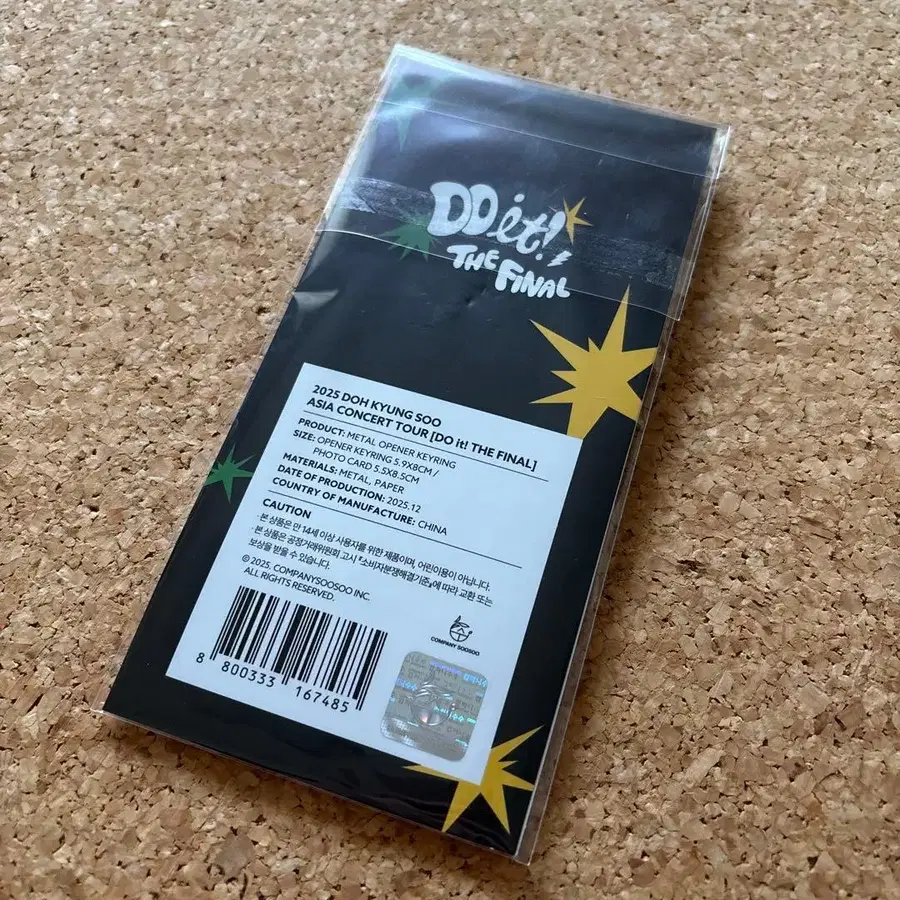 DO it!
THE FINAL
2025 DOH KYUNG SOO
ASIA CONCERT TOUR [DO it! THE FINAL]
PRODUCT: METAL OPENER KEYRING
SIZE: OPENER KEYRING 5.9X8CM /
PHOTO CARD 5.5X8.5CM
MATERIALS: METAL, PAPER
DATE OF PRODUCTION: 2025.12
COUNTRY OF MANUFACTURE: CHINA
CAUTION
· 본 상품은 만 14세 이상 사용자를 위한 제품이며, 어린이용이 아닙니다.
· 본 상품은 공정거래위원회 고시 『소비자분쟁해결기준』에 따라 교환 또는
보상을 받을 수 있습니다.
© 2025. COMPANYSOOSOO INC.
ALL RIGHTS RESERVED.
COMPANY SOOSOO
8 800333 167485